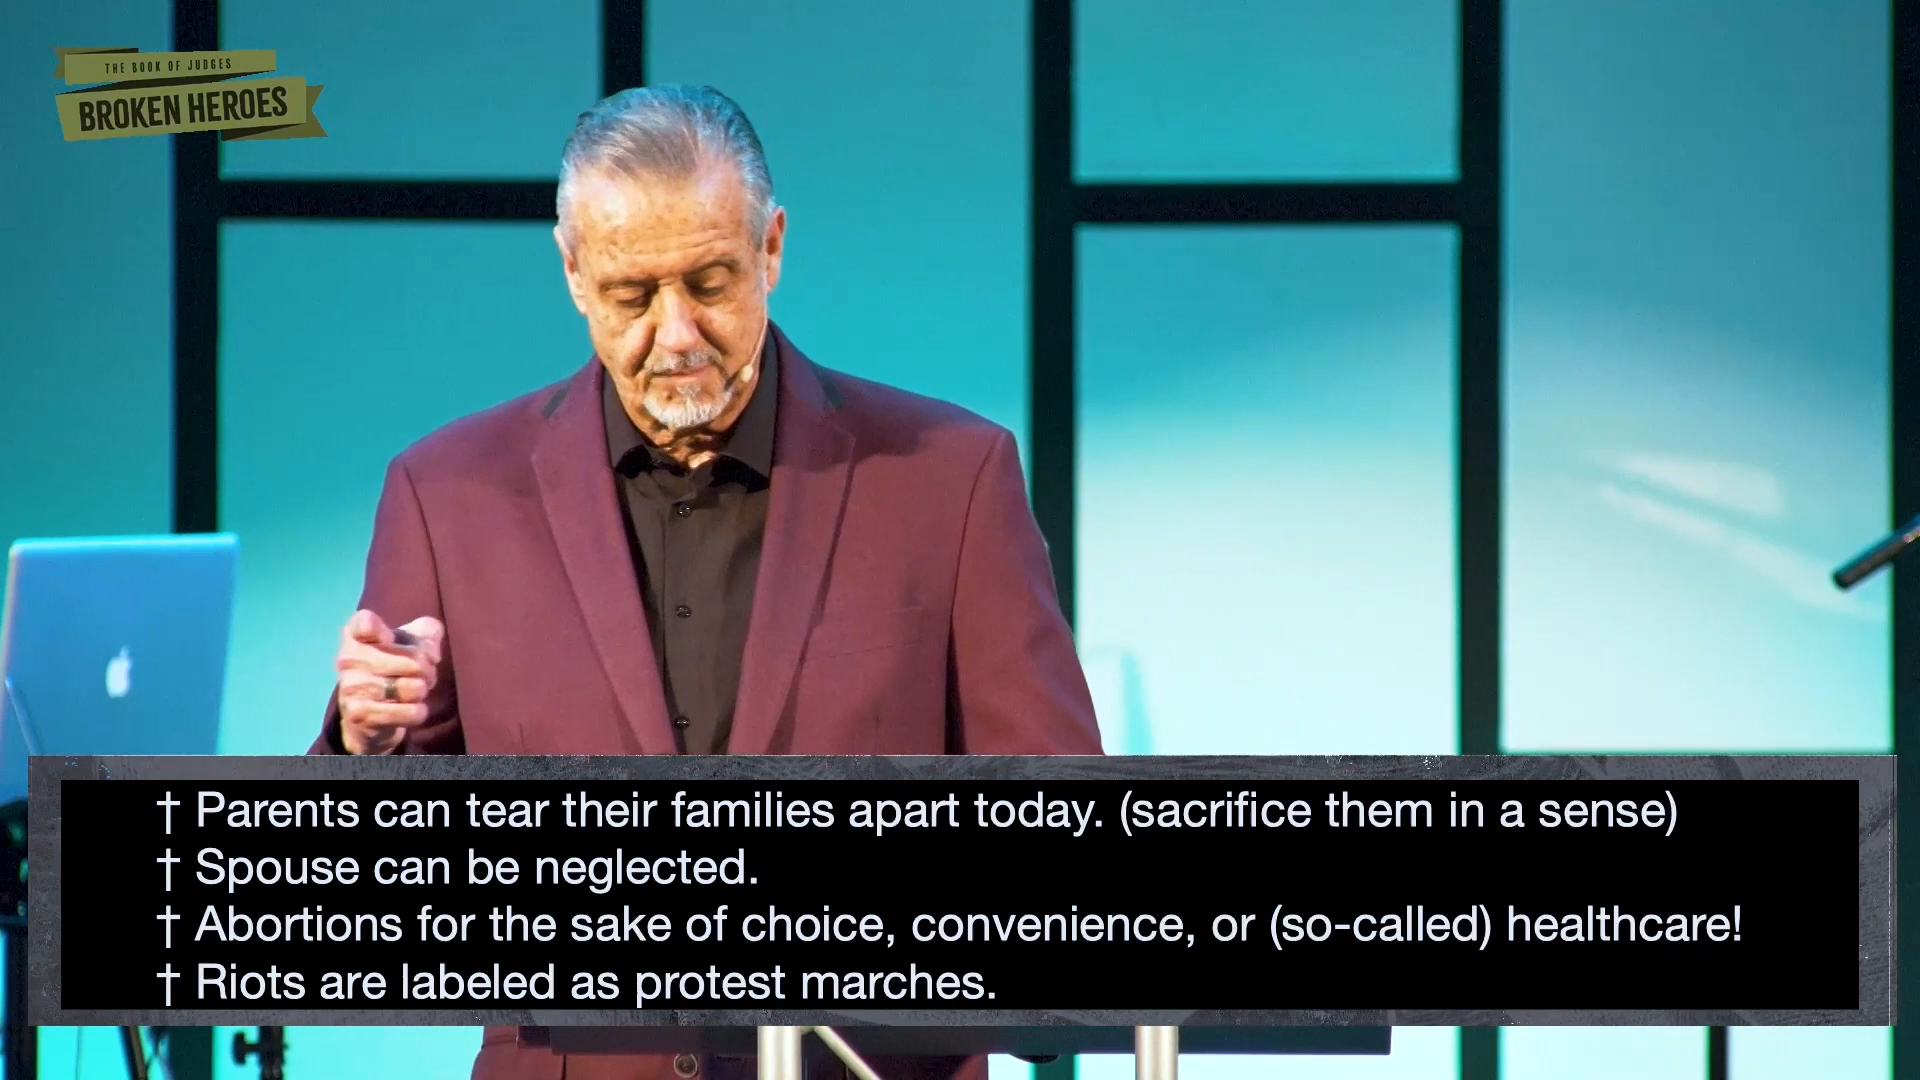 THE BOOK OF JUDGES
BROKEN HEROES
† Parents can tear their families apart today. (sacrifice them in a sense)
† Spouse can be neglected.
† Abortions for the sake of choice, convenience, or (so-called) healthcare!
† Riots are labeled as protest marches.